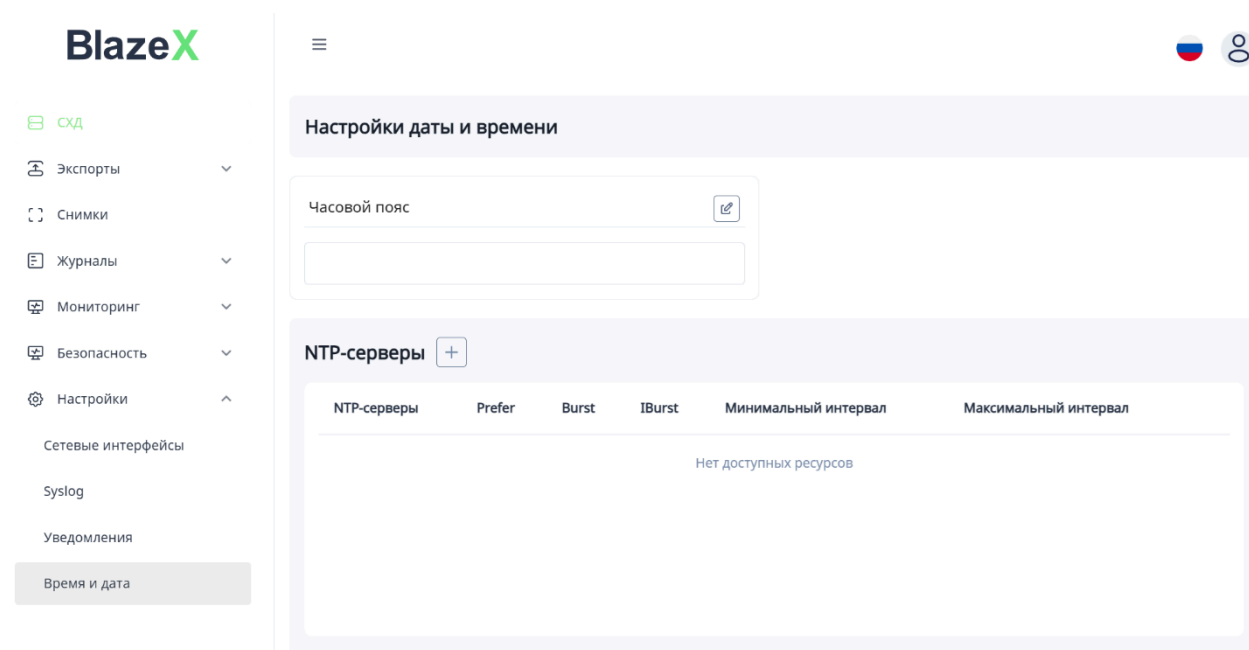 BlazeX
СХД
Экспорты
Снимки
Журналы
Мониторинг
Безопасность
Настройки
Сетевые интерфейсы
Syslog
Уведомления
Время и дата
Настройки даты и времени
Часовой пояс
NTP-серверы
NTP-серверы Prefer Burst IBurst Минимальный интервал Максимальный интервал
Нет доступных ресурсов